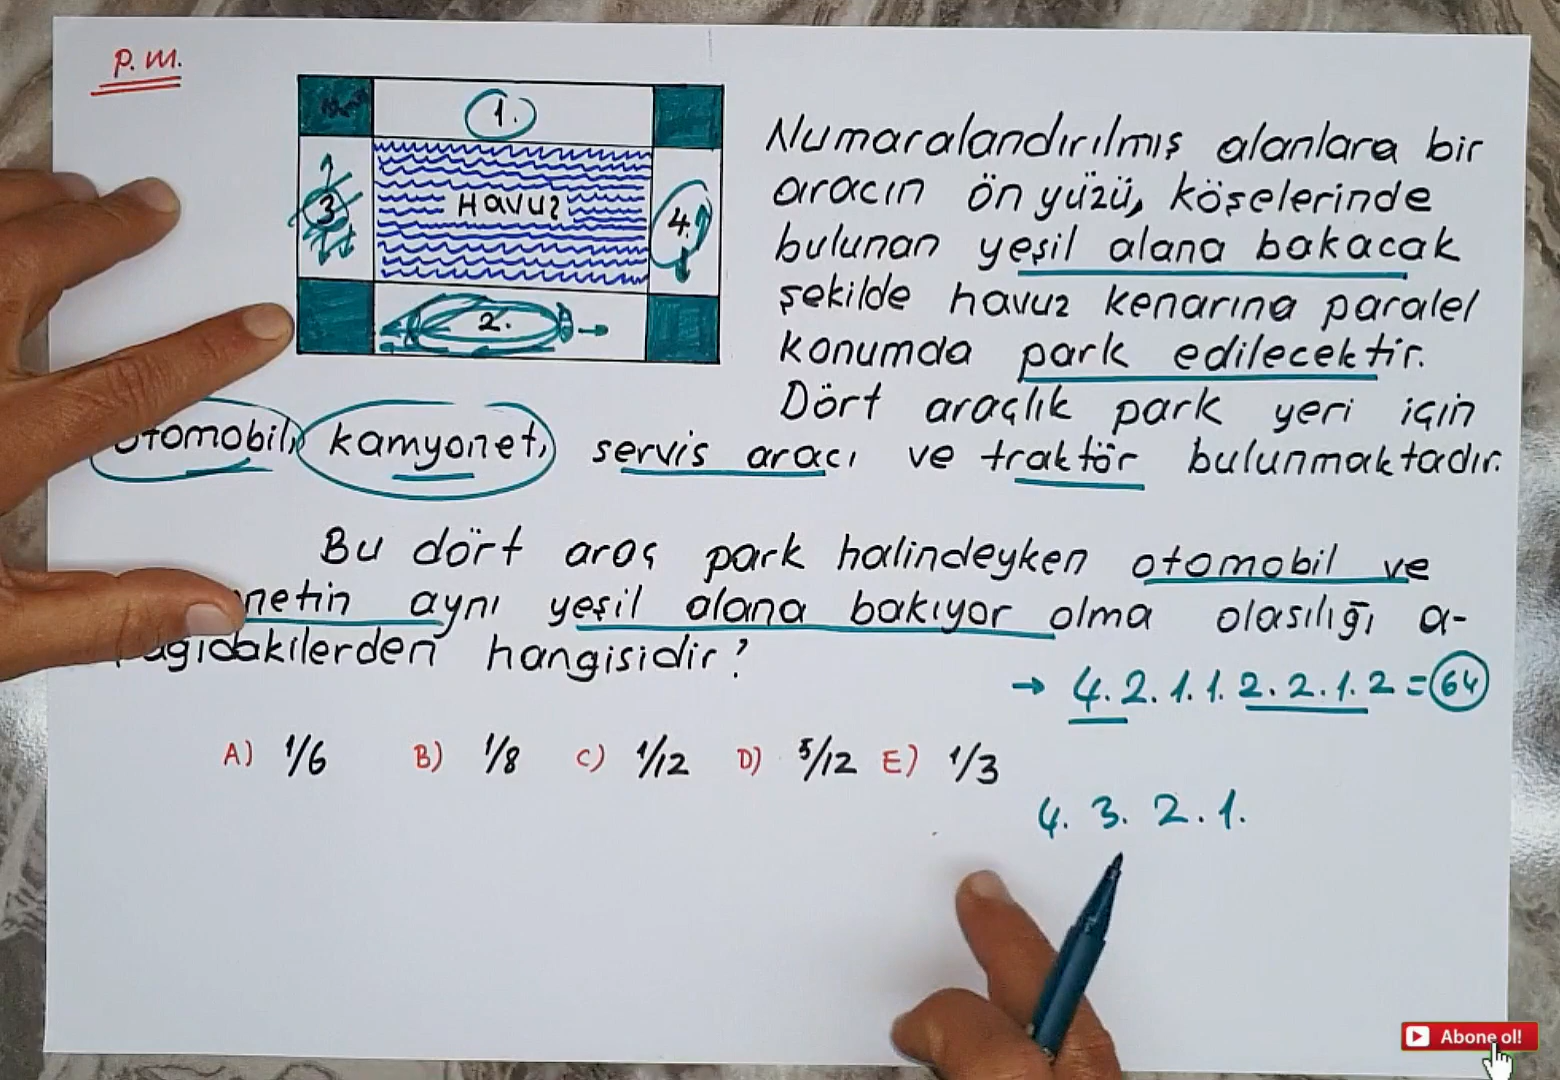 P.M.
1.
Havuz
3
4.
2.
Numaralandırılmış alanlara bir
aracın ön yüzü, köşelerinde
bulunan yeşil alana bakacak
şekilde havuz kenarına paralel
konumda park edilecektir.
Dört araçlık park yeri için
otomobil, kamyonet, servis aracı ve traktör bulunmaktadır.
Bu dört araç park halindeyken otomobil ve
netin aynı yeşil alana bakıyor olma olasılığı a-
şağıdakilerden hangisidir?
→ 4.2.1.1.2.2.1.2=64
A) 1/6 B) 1/8 C) 1/12 D) 5/12 E) 1/3
4. 3. 2. 1.
Abone ol!